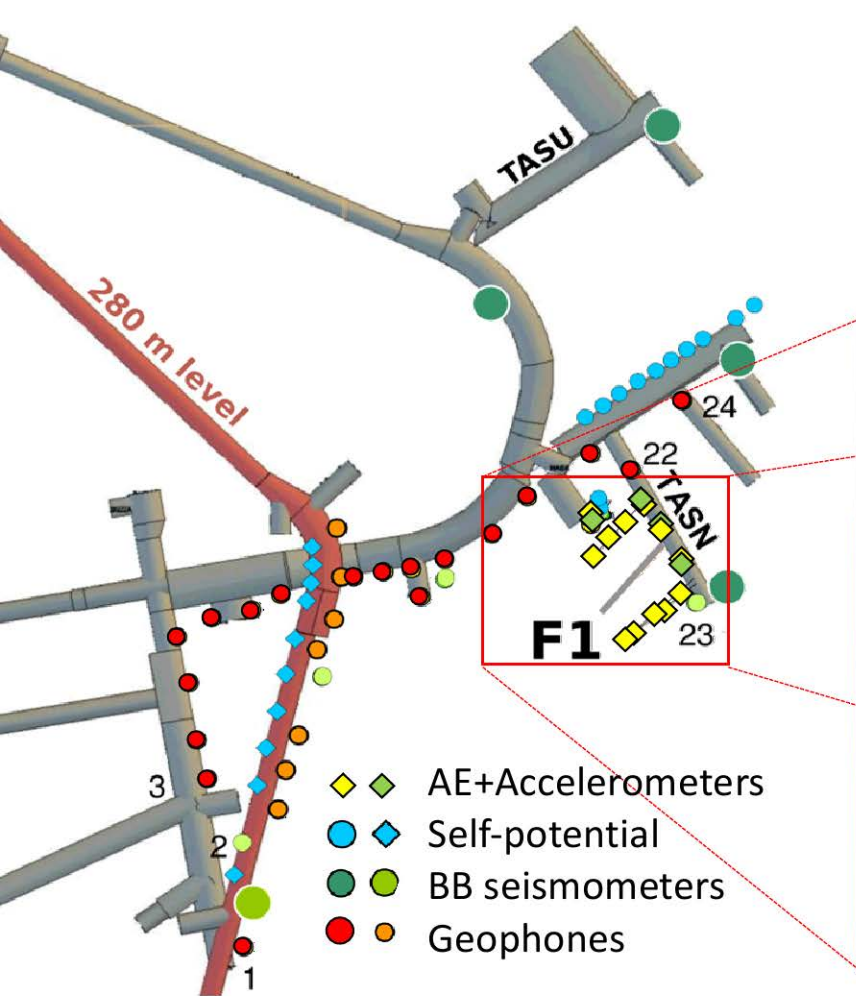 TASU
280 m level
24
22
TASN
F1
23
3
2
1
AE+Accelerometers
Self-potential
BB seismometers
Geophones